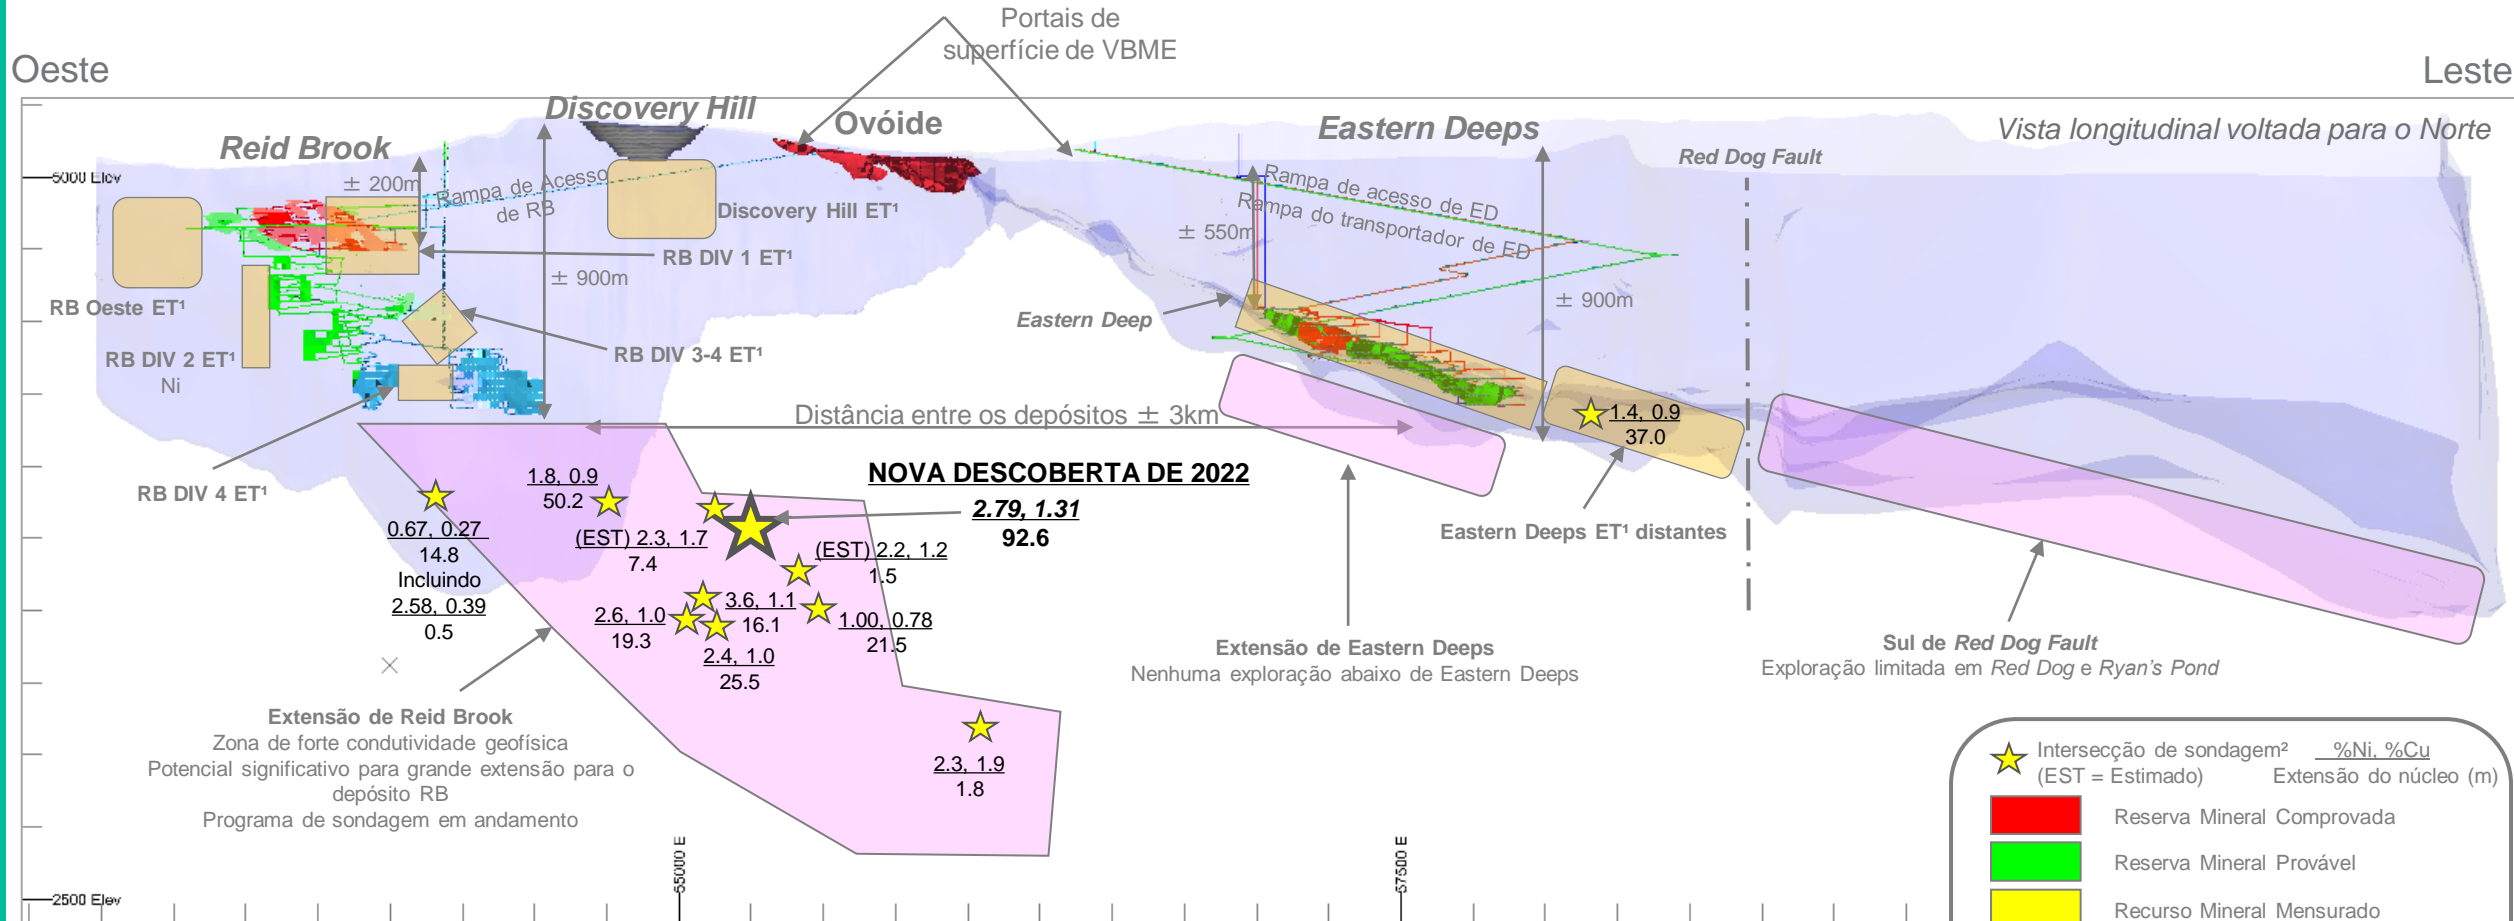 Portais de
superfície de VBME
Oeste
Leste
Discovery Hill
Ovóide
Eastern Deeps
Vista longitudinal voltada para o Norte
Reid Brook
Red Dog Fault
5000 Elev
± 200m
Rampa de Acesso
de RB
Rampa de acesso de ED
Rampa do transportador de ED
Discovery Hill ET¹
± 550m
RB DIV 1 ET¹
± 900m
± 900m
RB Oeste ET¹
Eastern Deep
RB DIV 2 ET¹
Ni
RB DIV 3-4 ET¹
Distância entre os depósitos ± 3km
1.4, 0.9
37.0
RB DIV 4 ET¹
1.8, 0.9
50.2
NOVA DESCOBERTA DE 2022
2.79, 1.31
92.6
0.67, 0.27
14.8
Incluindo
2.58, 0.39
0.5
(EST) 2.3, 1.7
7.4
(EST) 2.2, 1.2
1.5
Eastern Deeps ET¹ distantes
2.6, 1.0
19.3
3.6, 1.1
16.1
1.00, 0.78
21.5
2.4, 1.0
25.5
Extensão de Eastern Deeps
Nenhuma exploração abaixo de Eastern Deeps
Sul de Red Dog Fault
Exploração limitada em Red Dog e Ryan's Pond
Extensão de Reid Brook
Zona de forte condutividade geofísica
Potencial significativo para grande extensão para o
depósito RB
Programa de sondagem em andamento
2.3, 1.9
1.8
Intersecção de sondagem² %Ni, %Cu
(EST = Estimado) Extensão do núcleo (m)
Reserva Mineral Comprovada
Reserva Mineral Provável
Recurso Mineral Mensurado
2500 Elev
55000 E
57500 E